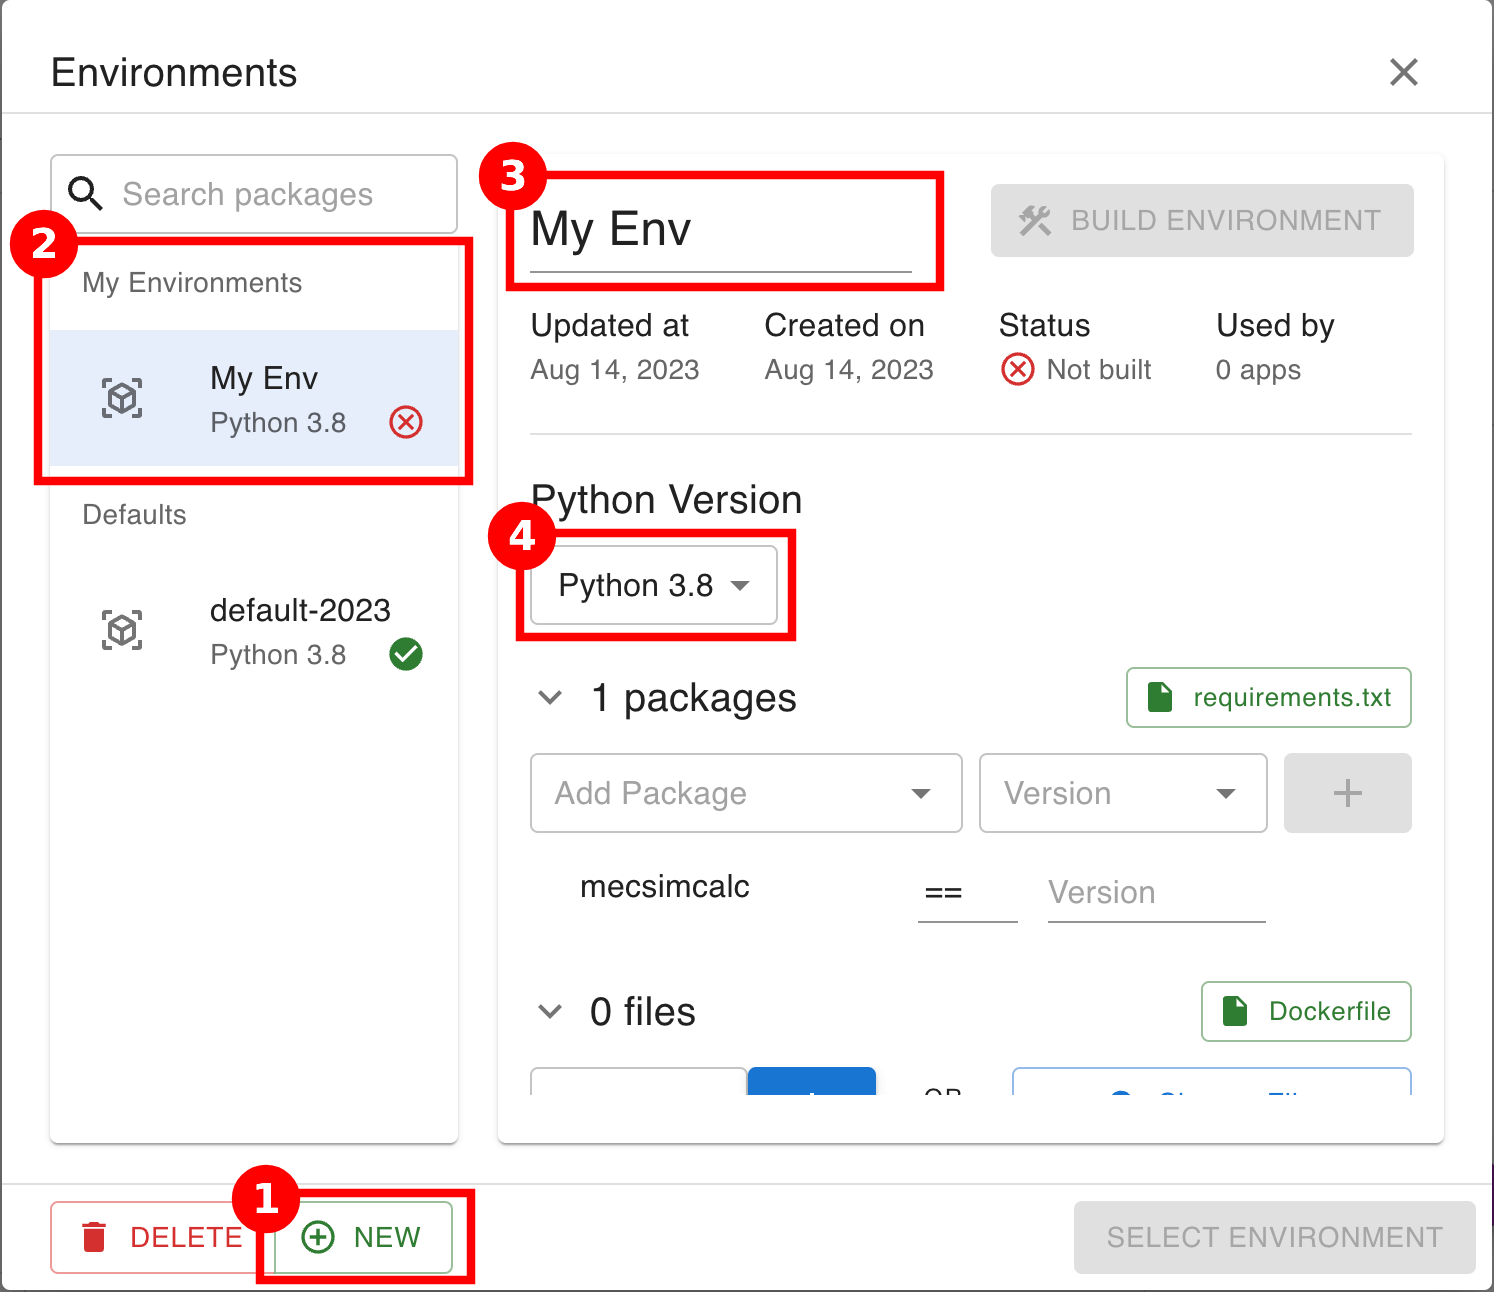 Environments
Search packages
2
My Environments
My Env
Python 3.8
Defaults
default-2023
Python 3.8
3
My Env
BUILD ENVIRONMENT
Updated at
Created on
Status
Used by
Aug 14, 2023
Aug 14, 2023
Not built
0 apps
Python Version
4
Python 3.8
1 packages
requirements.txt
Add Package
Version
+
mecsimcalc
==
Version
0 files
Dockerfile
OR
1
DELETE
NEW
SELECT ENVIRONMENT